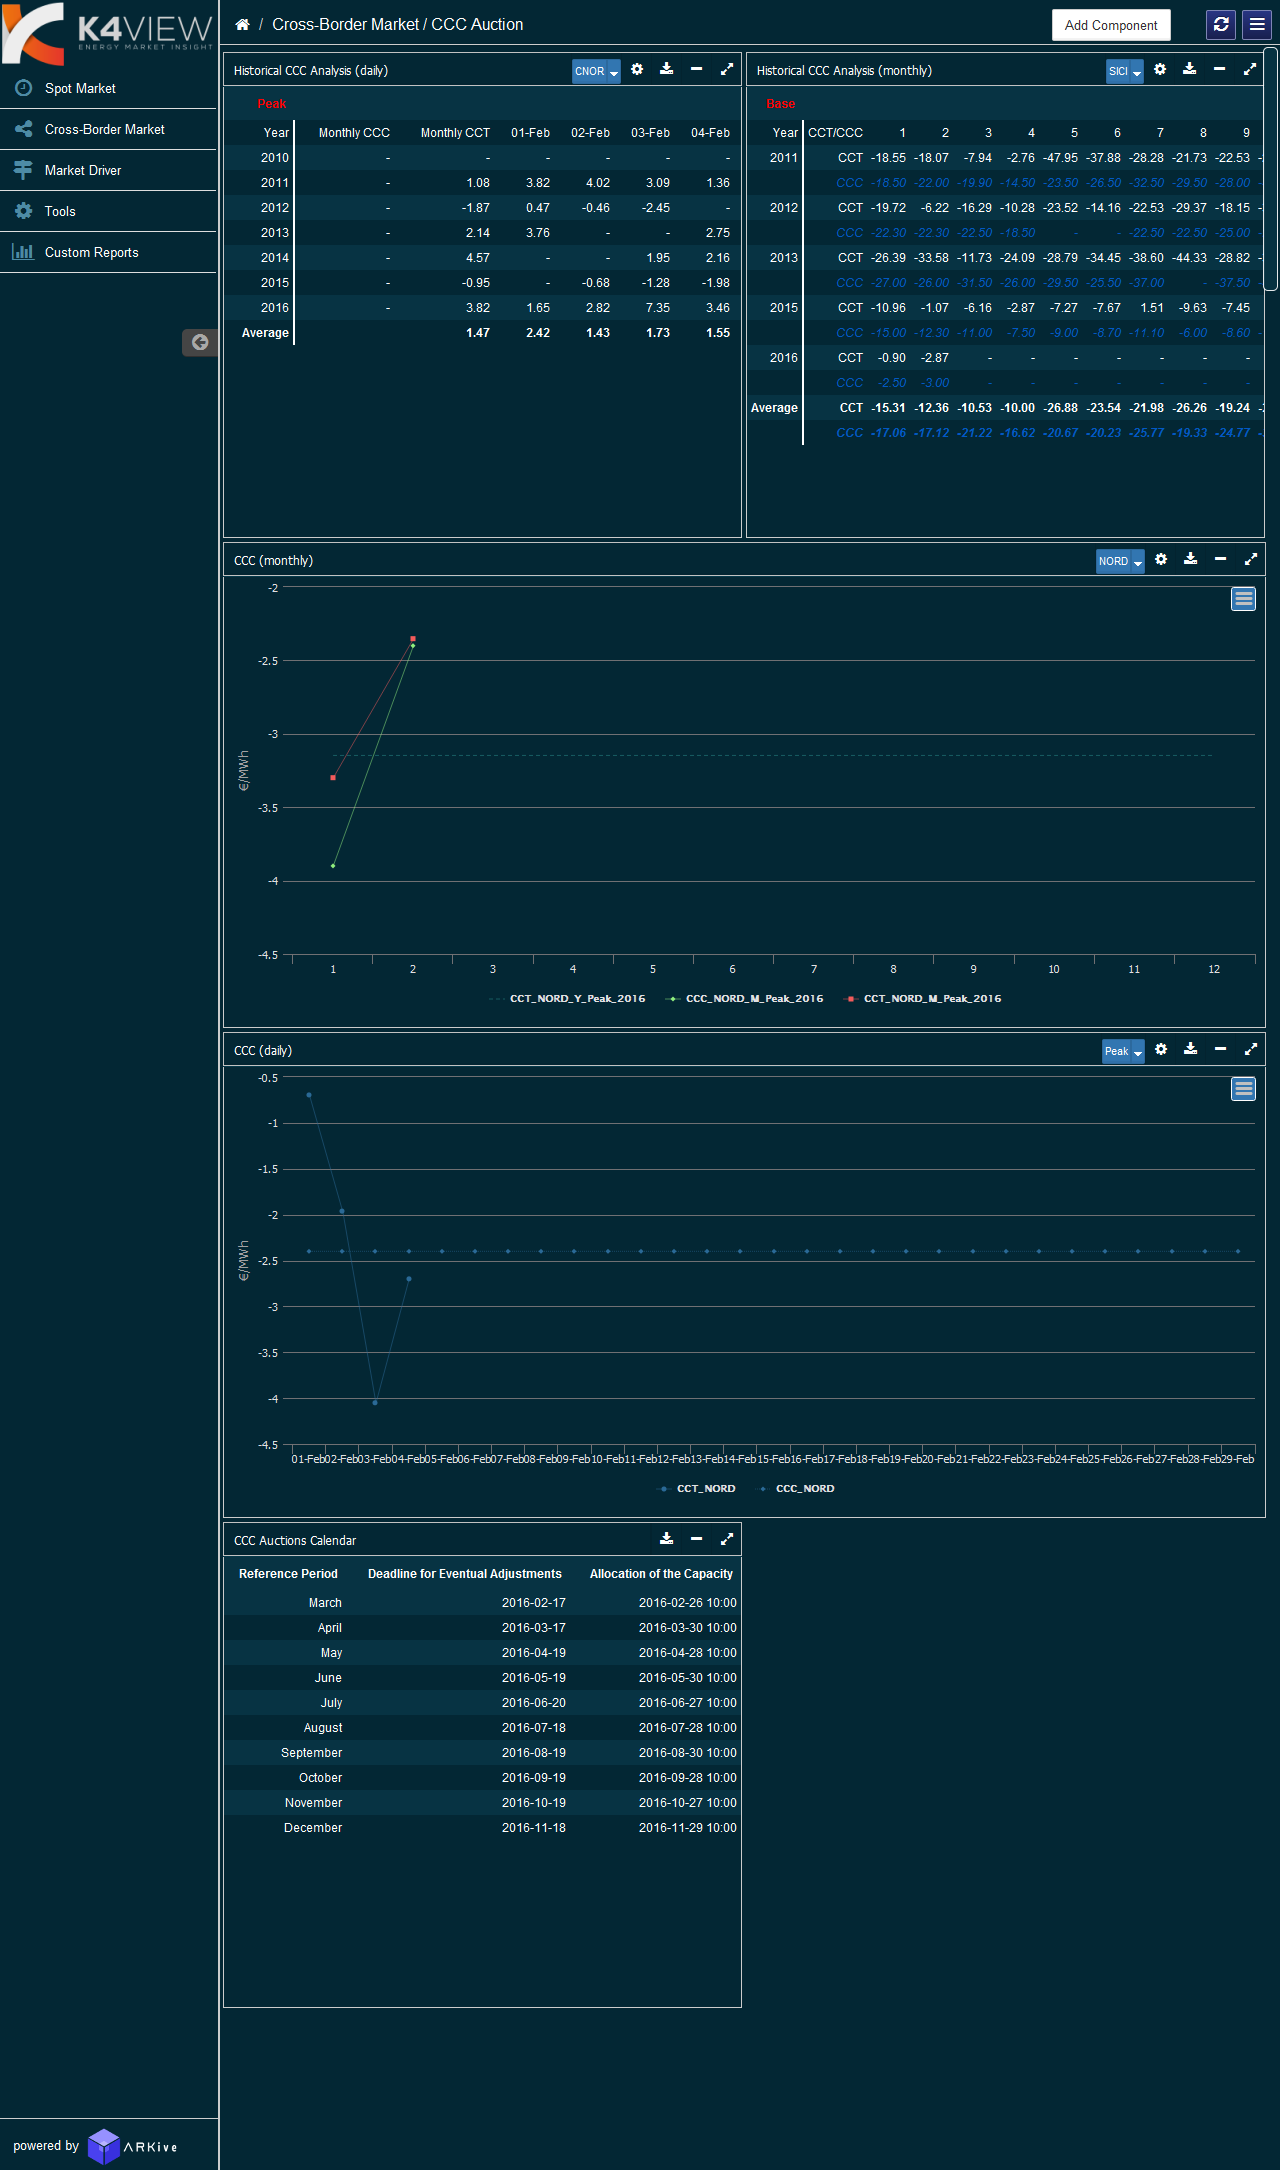 K4VIEW
ENERGY MARKET INSIGHT
Spot Market
Cross-Border Market
Market Driver
Tools
Custom Reports
powered by ARKive
/ Cross-Border Market / CCC Auction
Add Component
Historical CCC Analysis (daily)
CNOR
Peak
Year Monthly CCC Monthly CCT 01-Feb 02-Feb 03-Feb 04-Feb
2010 - - - - - -
2011 - 1.08 3.82 4.02 3.09 1.36
2012 - -1.87 0.47 -0.46 -2.45 -
2013 - 2.14 3.76 - - 2.75
2014 - 4.57 - - 1.95 2.16
2015 - -0.95 - -0.68 -1.28 -1.98
2016 - 3.82 1.65 2.82 7.35 3.46
Average 1.47 2.42 1.43 1.73 1.55
Historical CCC Analysis (monthly)
SICI
Base
Year CCT/CCC 1 2 3 4 5 6 7 8 9
2011 CCT -18.55 -18.07 -7.94 -2.76 -47.95 -37.88 -28.28 -21.73 -22.53
CCC -18.50 -22.00 -19.90 -14.50 -23.50 -26.50 -32.50 -29.50 -28.00
2012 CCT -19.72 -6.22 -16.29 -10.28 -23.52 -14.16 -22.53 -29.37 -18.15
CCC -22.30 -22.30 -22.50 -18.50 - - -22.50 -22.50 -25.00
2013 CCT -26.39 -33.58 -11.73 -24.09 -28.79 -34.45 -38.60 -44.33 -28.82
CCC -27.00 -26.00 -31.50 -26.00 -29.50 -25.50 -37.00 - -37.50
2015 CCT -10.96 -1.07 -6.16 -2.87 -7.27 -7.67 1.51 -9.63 -7.45
CCC -15.00 -12.30 -11.00 -7.50 -9.00 -8.70 -11.10 -6.00 -8.60
2016 CCT -0.90 -2.87 - - - - - - -
CCC -2.50 -3.00 - - - - - - -
Average CCT -15.31 -12.36 -10.53 -10.00 -26.88 -23.54 -21.98 -26.26 -19.24
CCC -17.06 -17.12 -21.22 -16.62 -20.67 -20.23 -25.77 -19.33 -24.77
CCC (monthly)
NORD
€/MWh
-2
-2.5
-3
-3.5
-4
-4.5
1 2 3 4 5 6 7 8 9 10 11 12
CCT_NORD_Y_Peak_2016 CCC_NORD_M_Peak_2016 CCT_NORD_M_Peak_2016
CCC (daily)
Peak
€/MWh
-0.5
-1
-1.5
-2
-2.5
-3
-3.5
-4
-4.5
01-Feb 02-Feb 03-Feb 04-Feb 05-Feb 06-Feb 07-Feb 08-Feb 09-Feb 10-Feb 11-Feb 12-Feb 13-Feb 14-Feb 15-Feb 16-Feb 17-Feb 18-Feb 19-Feb 20-Feb 21-Feb 22-Feb 23-Feb 24-Feb 25-Feb 26-Feb 27-Feb 28-Feb 29-Feb
CCT_NORD CCC_NORD
CCC Auctions Calendar
Reference Period Deadline for Eventual Adjustments Allocation of the Capacity
March 2016-02-17 2016-02-26 10:00
April 2016-03-17 2016-03-30 10:00
May 2016-04-19 2016-04-28 10:00
June 2016-05-19 2016-05-30 10:00
July 2016-06-20 2016-06-27 10:00
August 2016-07-18 2016-07-28 10:00
September 2016-08-19 2016-08-30 10:00
October 2016-09-19 2016-09-28 10:00
November 2016-10-19 2016-10-27 10:00
December 2016-11-18 2016-11-29 10:00